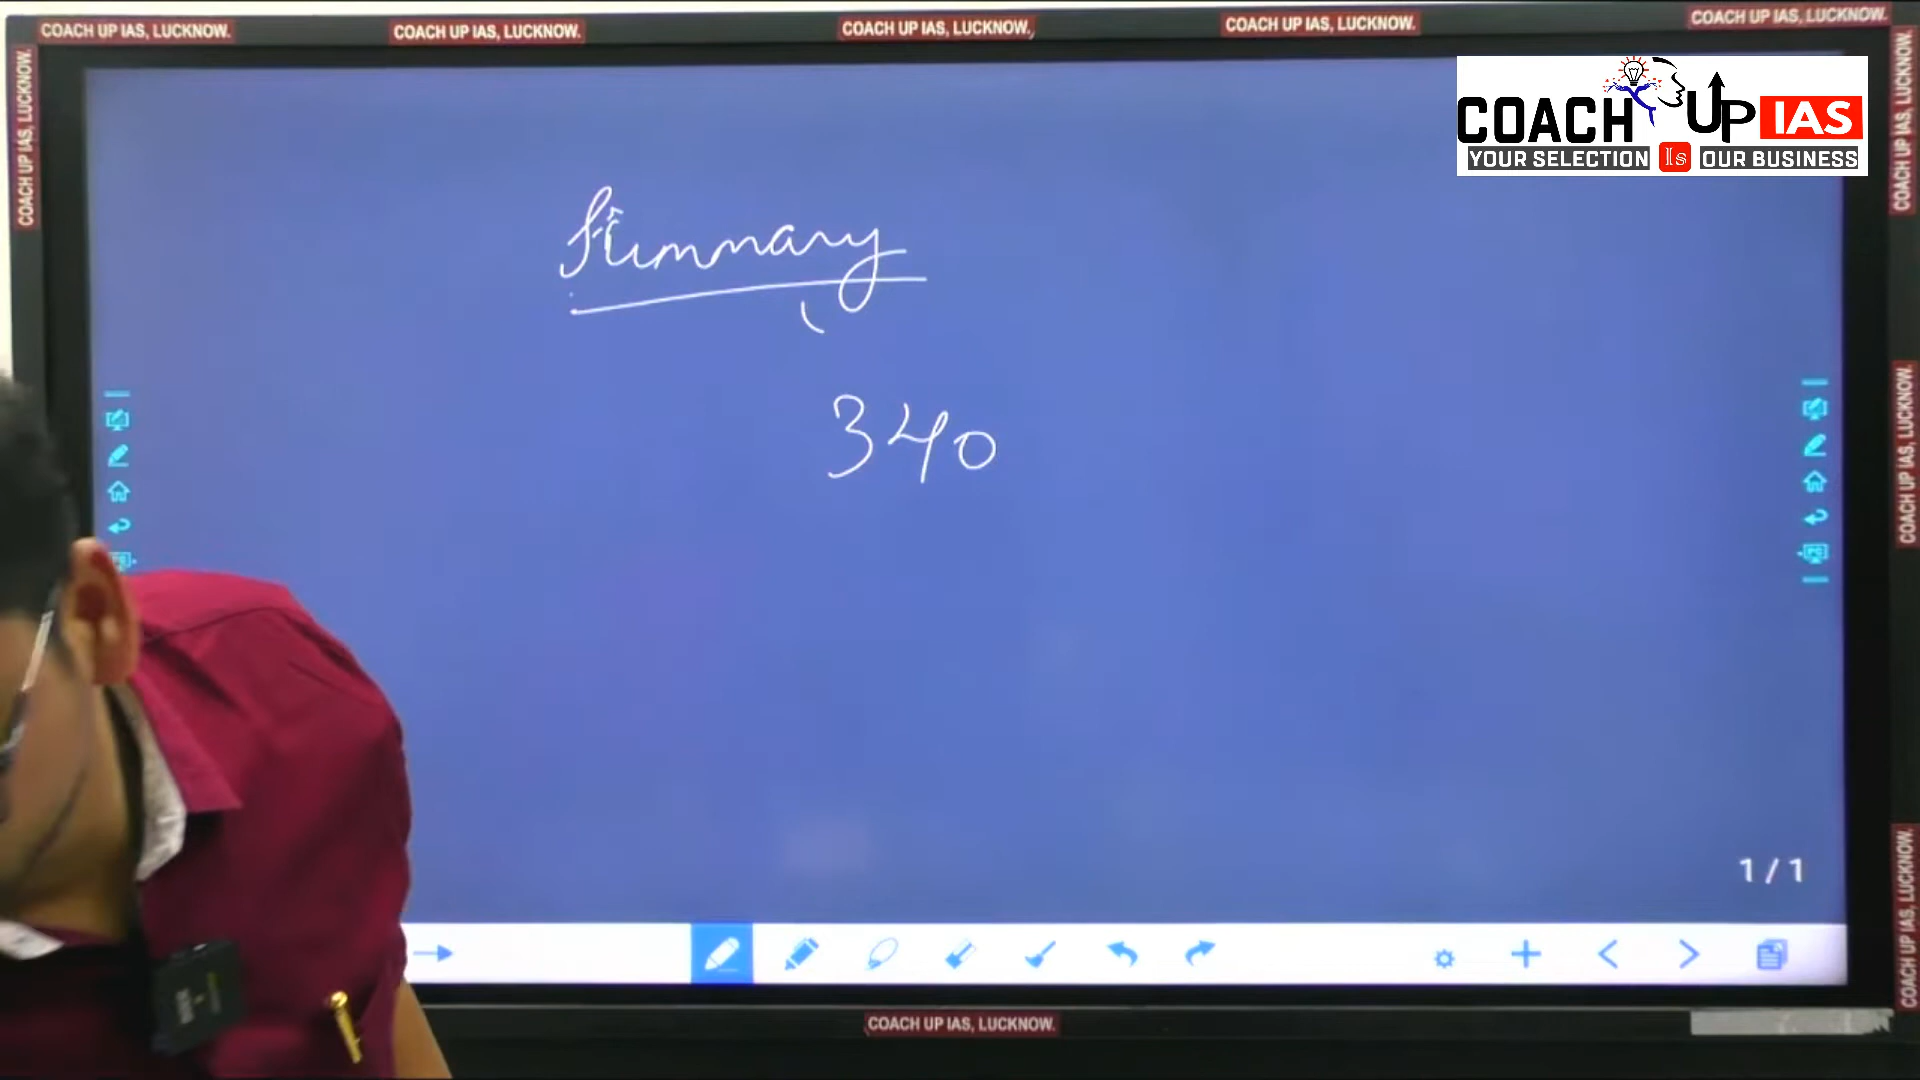 COACH UP IAS, LUCKNOW.
COACH UP IAS, LUCKNOW.
COACH UP IAS, LUCKNOW.
COACH UP IAS, LUCKNOW.
COACH UP IAS, LUCKNOW.
COACH UP IAS, LUCKNOW.
COACH UP IAS, LUCKNOW.
COACH UP IAS
YOUR SELECTION Is OUR BUSINESS
Summary
340
COACH UP IAS, LUCKNOW.
PC
1 / 1
COACH UP IAS, LUCKNOW.
COACH UP IAS, LUCKNOW.